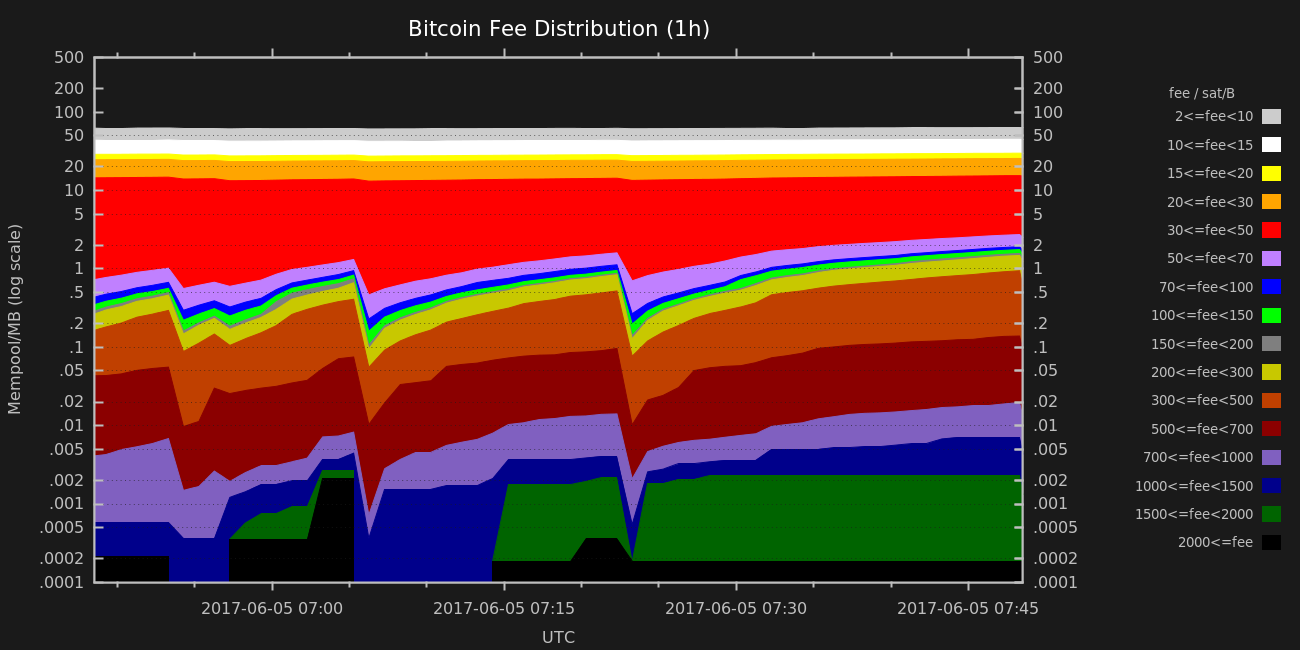 Bitcoin Fee Distribution (1h)
500 500
200 200
100 100
50 50
20 20
10 10
5 5
2 2
1 1
.5 .5
.2 .2
.1 .1
.05 .05
.02 .02
.01 .01
.005 .005
.002 .002
.001 .001
.0005 .0005
.0002 .0002
.0001 .0001
Mempool/MB (log scale)
2017-06-05 07:00 2017-06-05 07:15 2017-06-05 07:30 2017-06-05 07:45
UTC
fee / sat/B
2<=fee<10
10<=fee<15
15<=fee<20
20<=fee<30
30<=fee<50
50<=fee<70
70<=fee<100
100<=fee<150
150<=fee<200
200<=fee<300
300<=fee<500
500<=fee<700
700<=fee<1000
1000<=fee<1500
1500<=fee<2000
2000<=fee